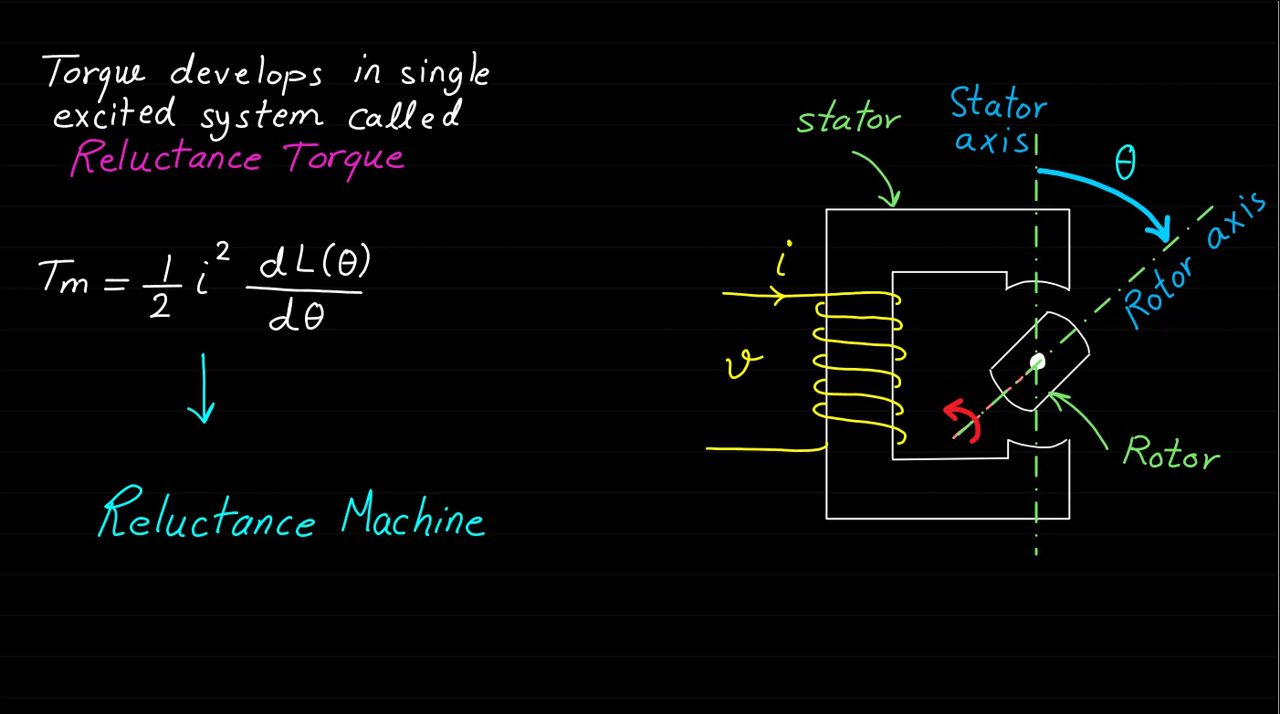 Torque develops in single
excited system called
Reluctance Torque
Tm = 1/2 i² dL(θ)/dθ
Reluctance Machine
stator
Stator
axis
θ
Rotor axis
i
v
Rotor